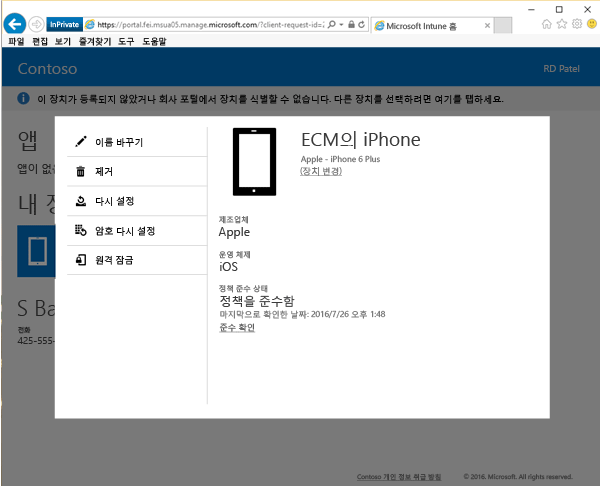 InPrivate https://portal.fei.msua05.manage.microsoft.com/?client-request-id= Microsoft Intune 홈
파일 편집 보기 즐겨찾기 도구 도움말
Contoso RD Patel
이 장치가 등록되지 않았거나 회사 포털에서 장치를 식별할 수 없습니다. 다른 장치를 선택하려면 여기를 탭하세요.
앱
앱이 없
내
S Ba
전화
425-555-
이름 바꾸기
제거
다시 설정
암호 다시 설정
원격 잠금
ECM의 iPhone
Apple - iPhone 6 Plus
(장치 변경)
제조업체
Apple
운영 체제
iOS
정책 준수 상태
정책을 준수함
마지막으로 확인한 날짜: 2016/7/26 오후 1:48
준수 확인
Contoso 개인 정보 취급 방침 © 2016. Microsoft. All rights reserved.